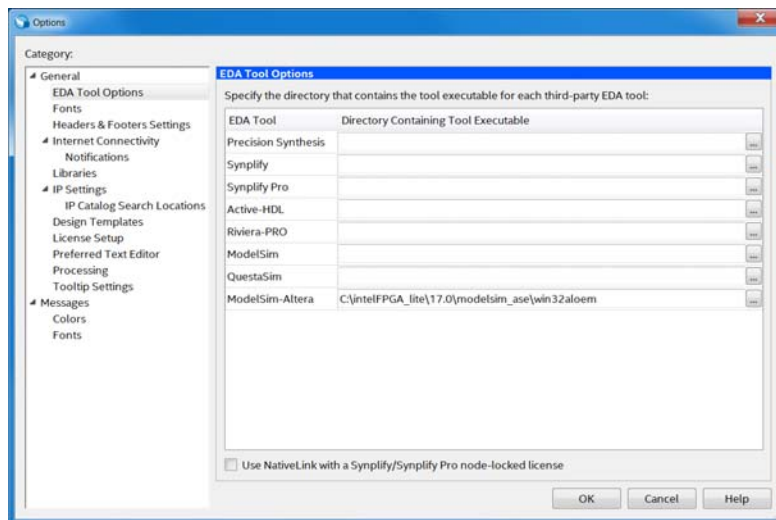 Options
Category:
General
EDA Tool Options
Fonts
Headers & Footers Settings
Internet Connectivity
Notifications
Libraries
IP Settings
IP Catalog Search Locations
Design Templates
License Setup
Preferred Text Editor
Processing
Tooltip Settings
Messages
Colors
Fonts
EDA Tool Options
Specify the directory that contains the tool executable for each third-party EDA tool:
EDA Tool Directory Containing Tool Executable
Precision Synthesis ...
Synplify ...
Synplify Pro ...
Active-HDL ...
Riviera-PRO ...
ModelSim ...
QuestaSim ...
ModelSim-Altera C:\intelFPGA_lite\17.0\modelsim_ase\win32aloem ...
Use NativeLink with a Synplify/Synplify Pro node-locked license
OK Cancel Help